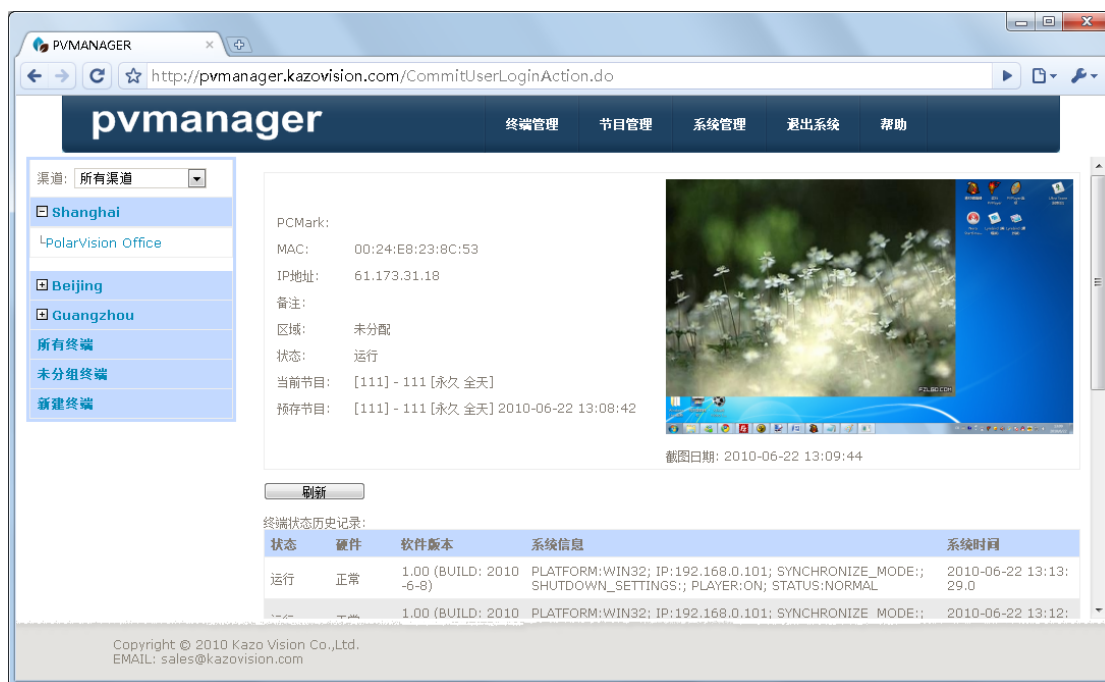 PVMANAGER
http://pvmanager.kazovision.com/CommitUserLoginAction.do
pvmanager
终端管理 节目管理 系统管理 退出系统 帮助
渠道: 所有渠道
Shanghai
PolarVision Office
Beijing
Guangzhou
所有终端
未分组终端
新建终端
PCMark:
MAC: 00:24:E8:23:8C:53
IP地址: 61.173.31.18
备注:
区域: 未分配
状态: 运行
当前节目: [111] - 111 [永久 全天]
预存节目: [111] - 111 [永久 全天] 2010-06-22 13:08:42
截图日期: 2010-06-22 13:09:44
刷新
终端状态历史记录:
状态 硬件 软件版本 系统信息 系统时间
运行 正常 1.00 (BUILD: 2010 PLATFORM:WIN32; IP:192.168.0.101; SYNCHRONIZE_MODE:; 2010-06-22 13:13:
-6-8) SHUTDOWN_SETTINGS:; PLAYER:ON; STATUS:NORMAL 29.0
1.00 (BUILD: 2010 PLATFORM:WIN32; IP:192.168.0.101; SYNCHRONIZE MODE:; 2010-06-22 13:12:
Copyright © 2010 Kazo Vision Co.,Ltd.
EMAIL: sales@kazovision.com